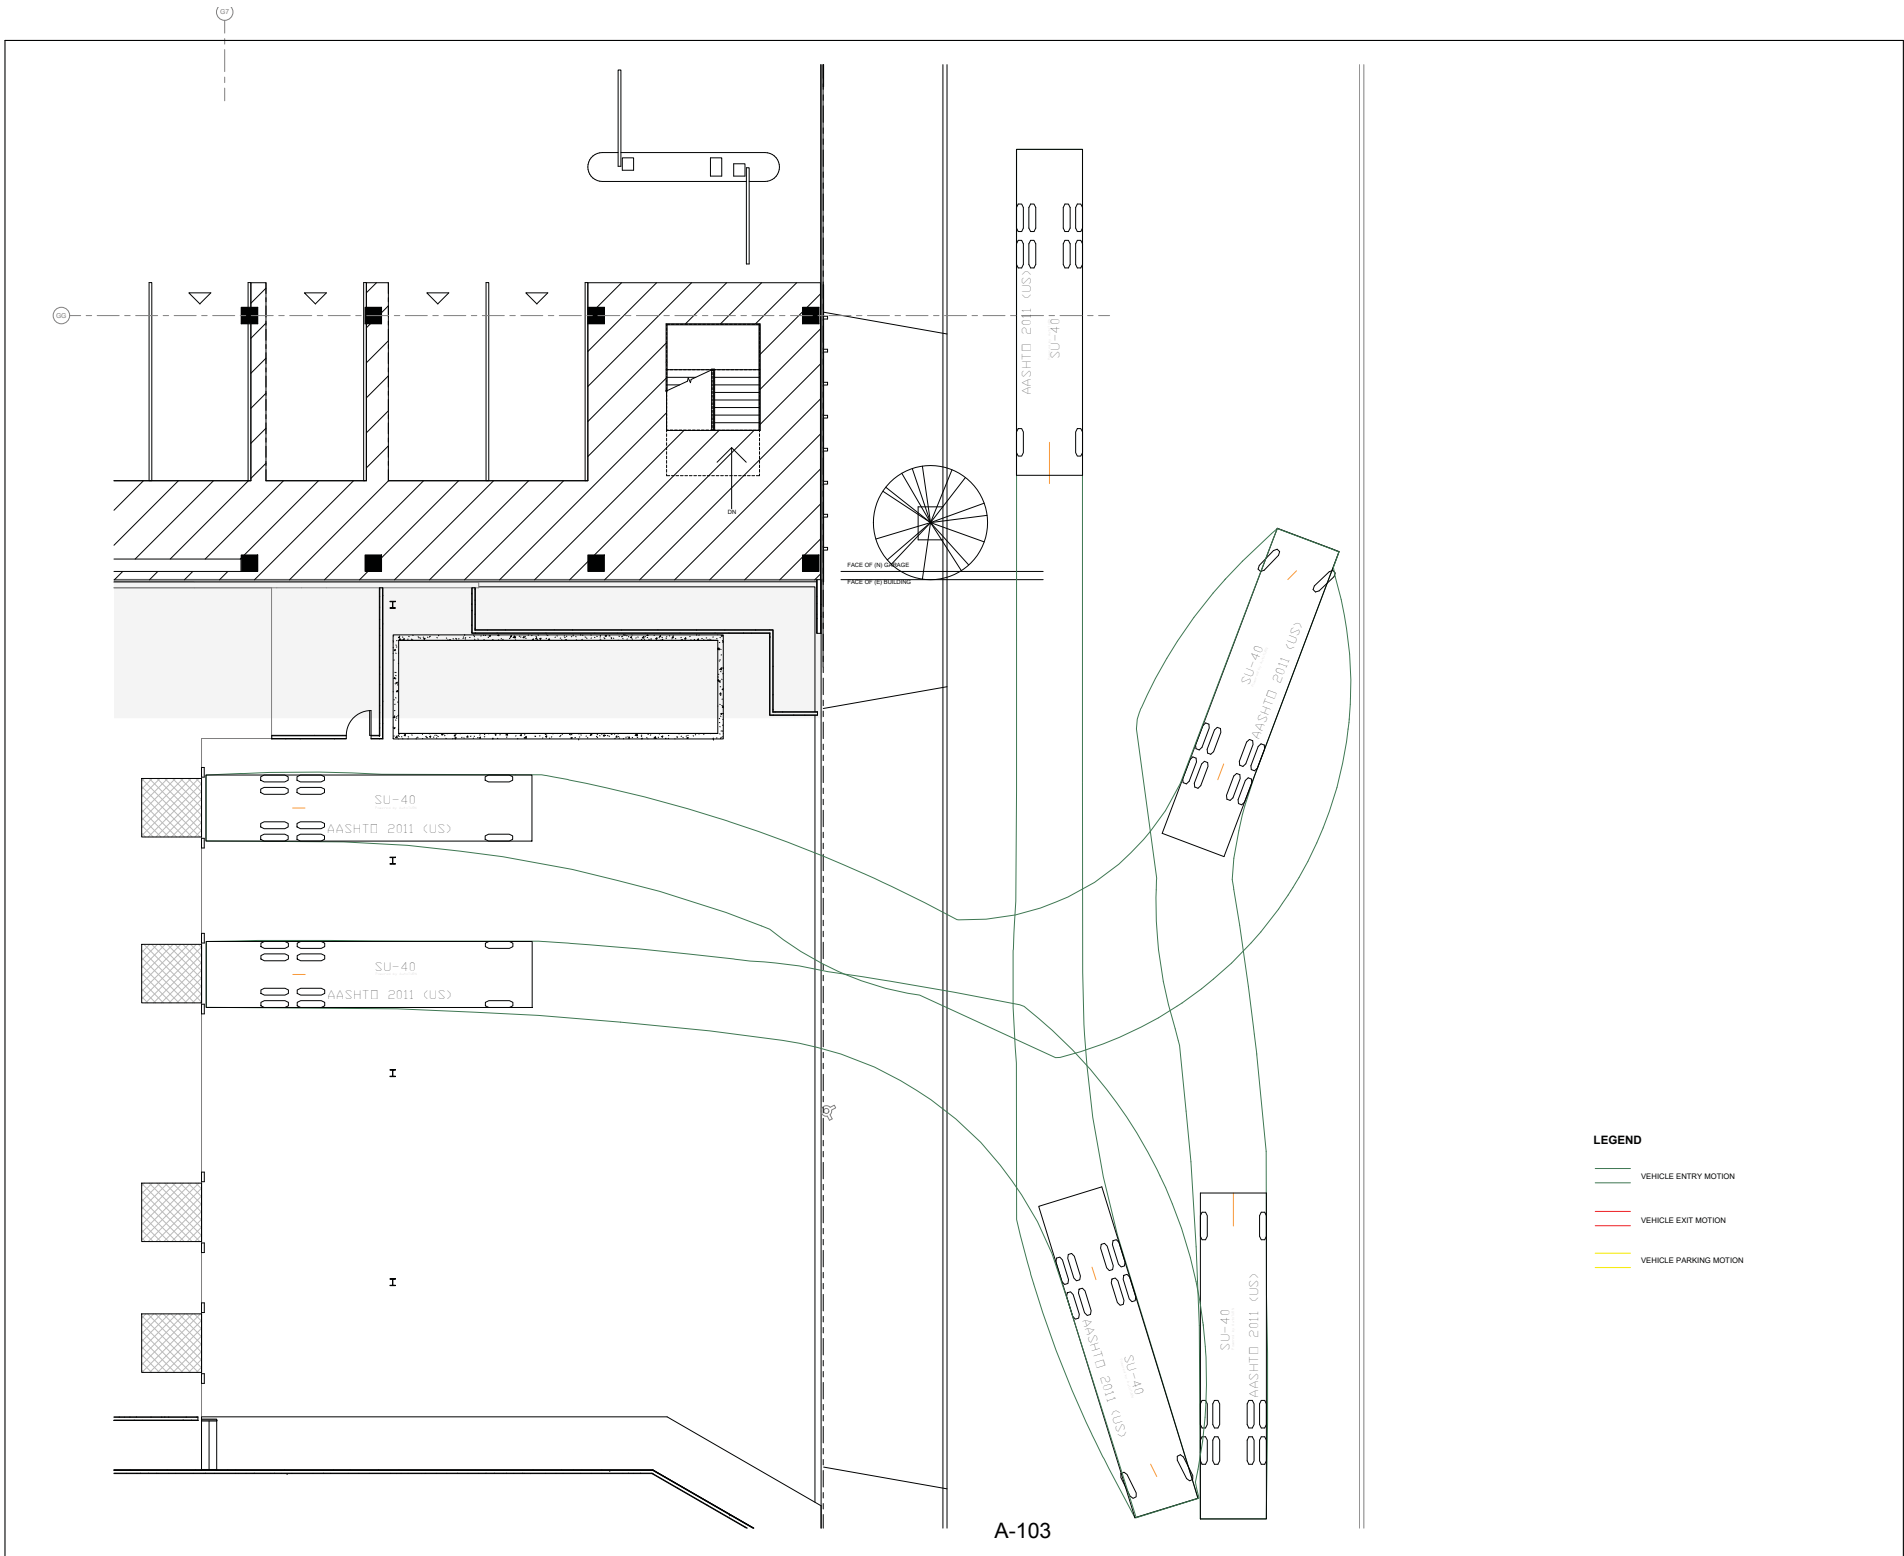 G7
GG
AASHTO 2011 (US)
SU-40
DN
FACE OF (N) GARAGE
FACE OF (E) BUILDING
SU-40
AASHTO 2011 (US)
SU-40
AASHTO 2011 (US)
SU-40
AASHTO 2011 (US)
LEGEND
VEHICLE ENTRY MOTION
VEHICLE EXIT MOTION
VEHICLE PARKING MOTION
AASHTO 2011 (US)
SU-40
SU-40
AASHTO 2011 (US)
A-103